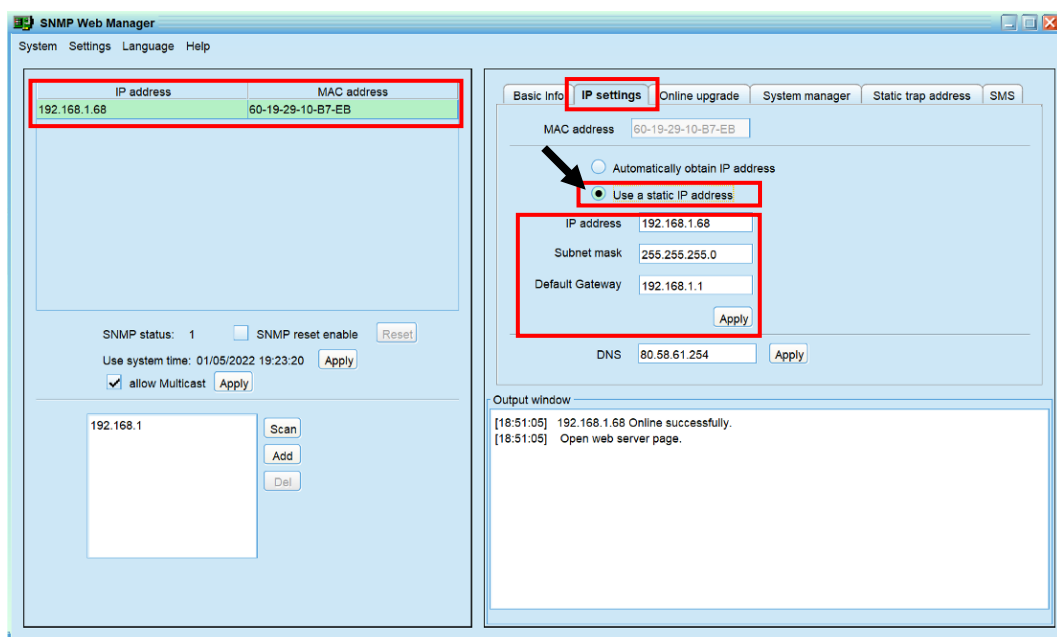 SNMP Web Manager
System Settings Language Help
IP address MAC address
192.168.1.68 60-19-29-10-B7-EB
SNMP status: 1 SNMP reset enable Reset
Use system time: 01/05/2022 19:23:20 Apply
allow Multicast Apply
192.168.1
Scan
Add
Del
Basic Info IP settings Online upgrade System manager Static trap address SMS
MAC address 60-19-29-10-B7-EB
Automatically obtain IP address
Use a static IP address
IP address 192.168.1.68
Subnet mask 255.255.255.0
Default Gateway 192.168.1.1
Apply
DNS 80.58.61.254 Apply
Output window
[18:51:05] 192.168.1.68 Online successfully.
[18:51:05] Open web server page.